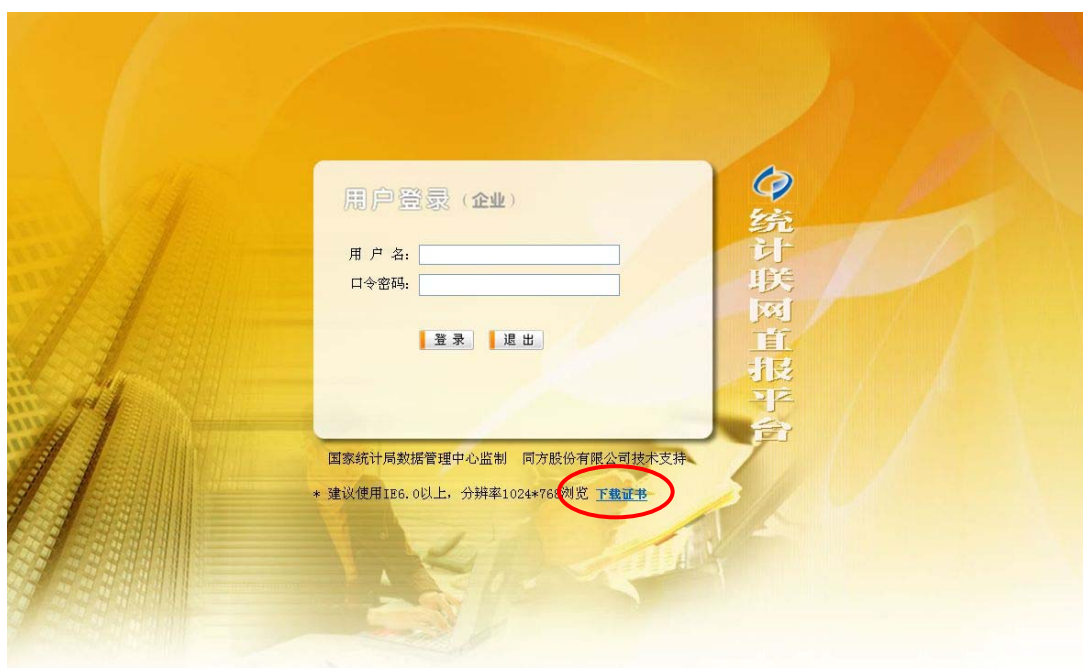 用户登录（企业）
用 户 名:
口令密码:
登 录 退 出
统计联网直报平台
国家统计局数据管理中心监制 同方股份有限公司技术支持
* 建议使用IE6.0以上，分辨率1024*768浏览 下载证书